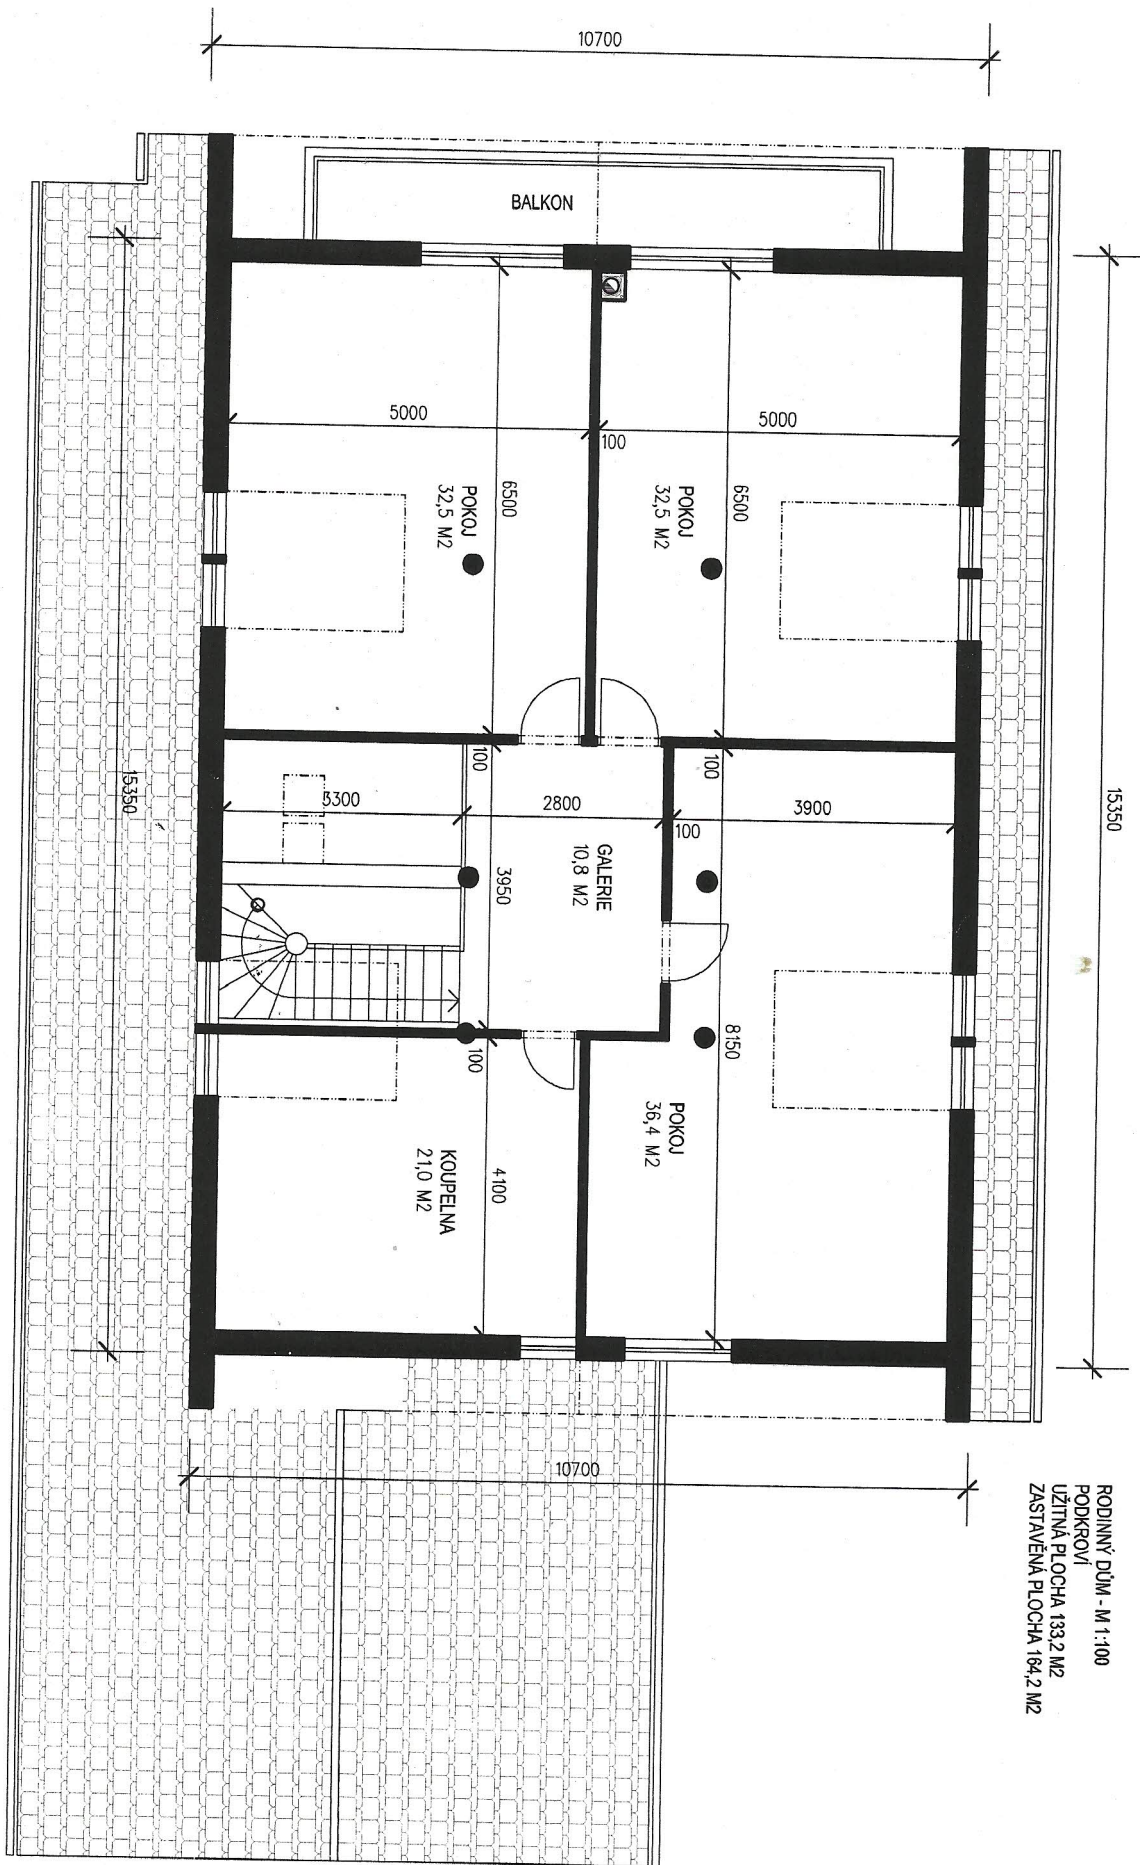 RODINNÝ DŮM - M 1:100
PODKROVÍ
UŽITNÁ PLOCHA 133,2 M2
ZASTAVĚNÁ PLOCHA 164,2 M2
10700
15350
BALKON
5000
100
5000
6500
6500
POKOJ
32,5 M2
POKOJ
32,5 M2
100
100
3300
2800
100
3900
15350
GALERIE
10,8 M2
3950
8150
100
POKOJ
36,4 M2
KOUPELNA
21,0 M2
4100
10700